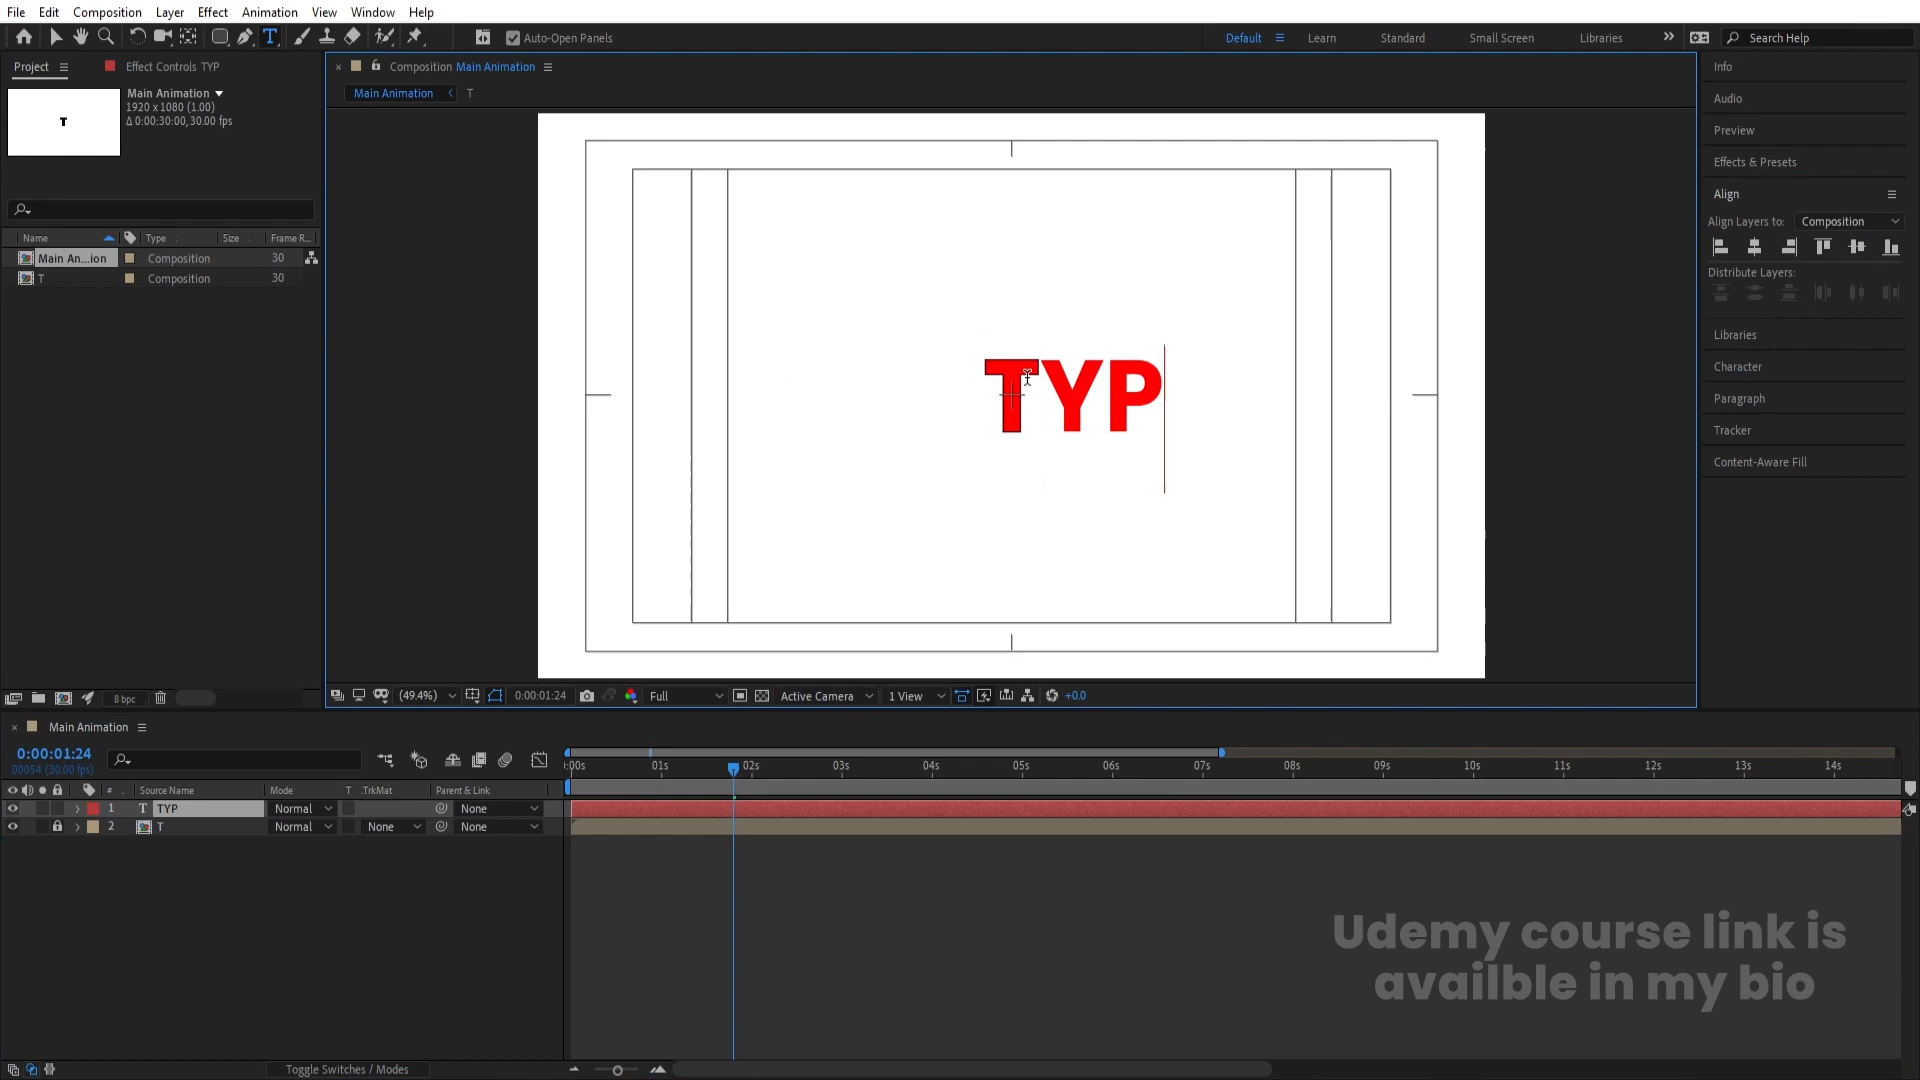 File Edit Composition Layer Effect Animation View Window Help
Auto-Open Panels
Default Learn Standard Small Screen Libraries Search Help
Project Effect Controls TYP
Main Animation
1920 x 1080 (1.00)
Δ 0:00:30:00, 30.00 fps
T
Name Type Size Frame R...
Main An...ion Composition 30
T Composition 30
8 bpc
Composition Main Animation
Main Animation T
TYP
(49.4%) 0:00:01:24 Full Active Camera 1 View +0.0
Info
Audio
Preview
Effects & Presets
Align
Align Layers to: Composition
Distribute Layers:
Libraries
Character
Paragraph
Tracker
Content-Aware Fill
Main Animation
0:00:01:24
00054 (30.00 fps)
:00s 01s 02s 03s 04s 05s 06s 07s 08s 09s 10s 11s 12s 13s 14s
# Source Name Mode T .TrkMat Parent & Link
1 T TYP Normal None
2 T Normal None None
Udemy course link is
availble in my bio
Toggle Switches / Modes